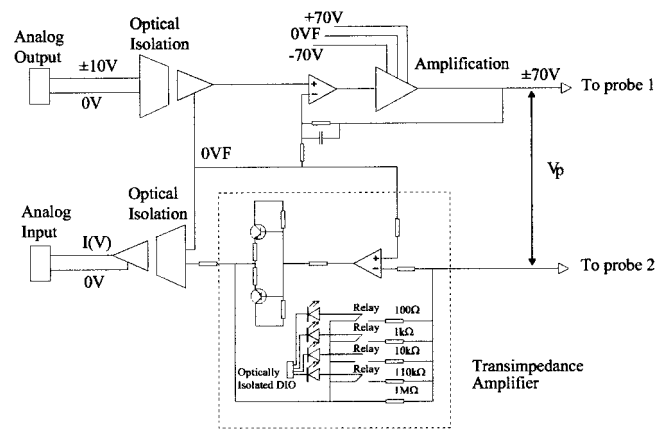 +70V
0VF
-70V
Optical
Isolation
Analog
Output
±10V
0V
Amplification
±70V
To probe 1
0VF
Vp
Optical
Isolation
Analog
Input
I(V)
0V
To probe 2
Relay 100Ω
Relay 1kΩ
Relay 10kΩ
Relay 110kΩ
1MΩ
Optically
Isolated DIO
Transimpedance
Amplifier